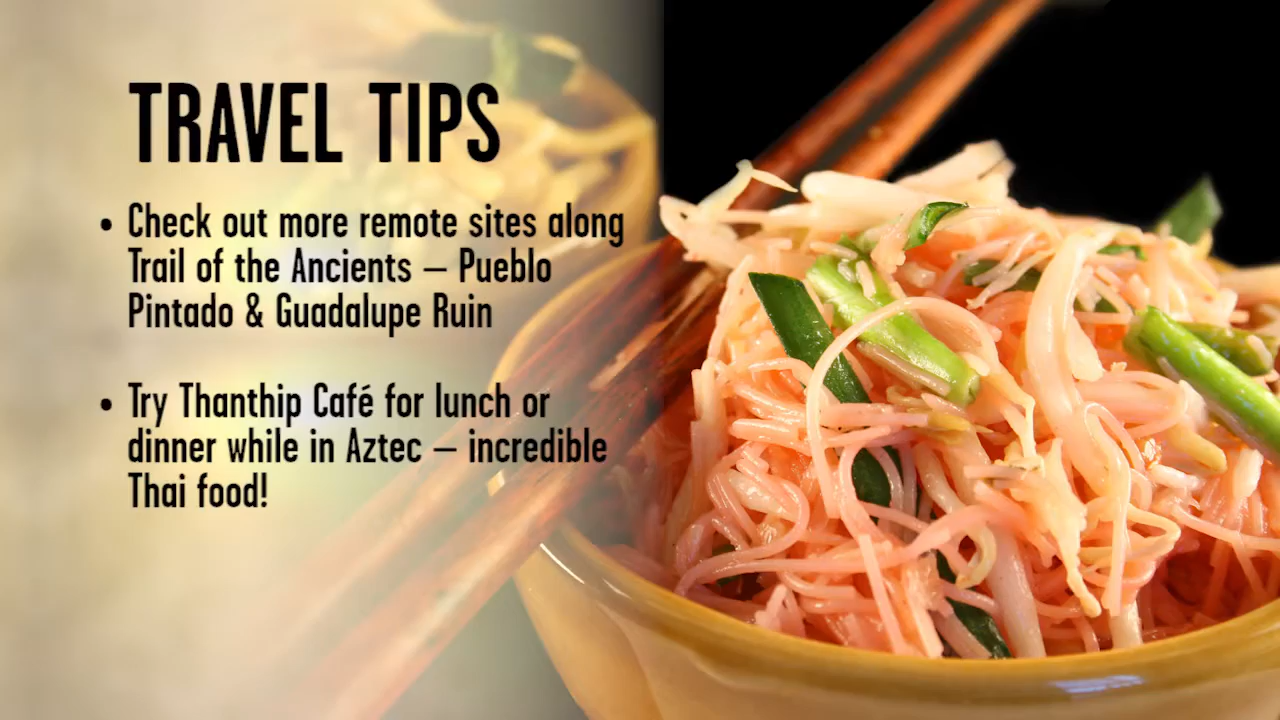 TRAVEL TIPS
• Check out more remote sites along
Trail of the Ancients – Pueblo
Pintado & Guadalupe Ruin
• Try Thanthip Café for lunch or
dinner while in Aztec – incredible
Thai food!